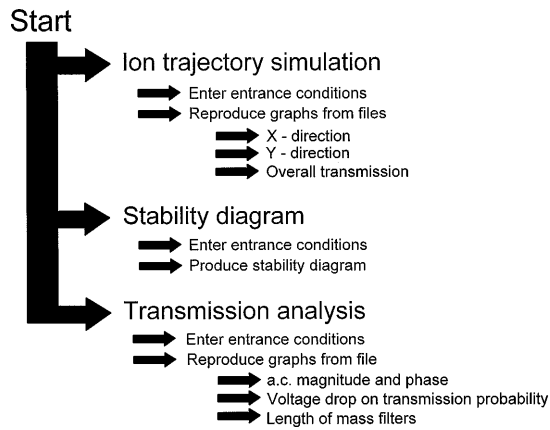 Start
Ion trajectory simulation
Enter entrance conditions
Reproduce graphs from files
X - direction
Y - direction
Overall transmission
Stability diagram
Enter entrance conditions
Produce stability diagram
Transmission analysis
Enter entrance conditions
Reproduce graphs from file
a.c. magnitude and phase
Voltage drop on transmission probability
Length of mass filters